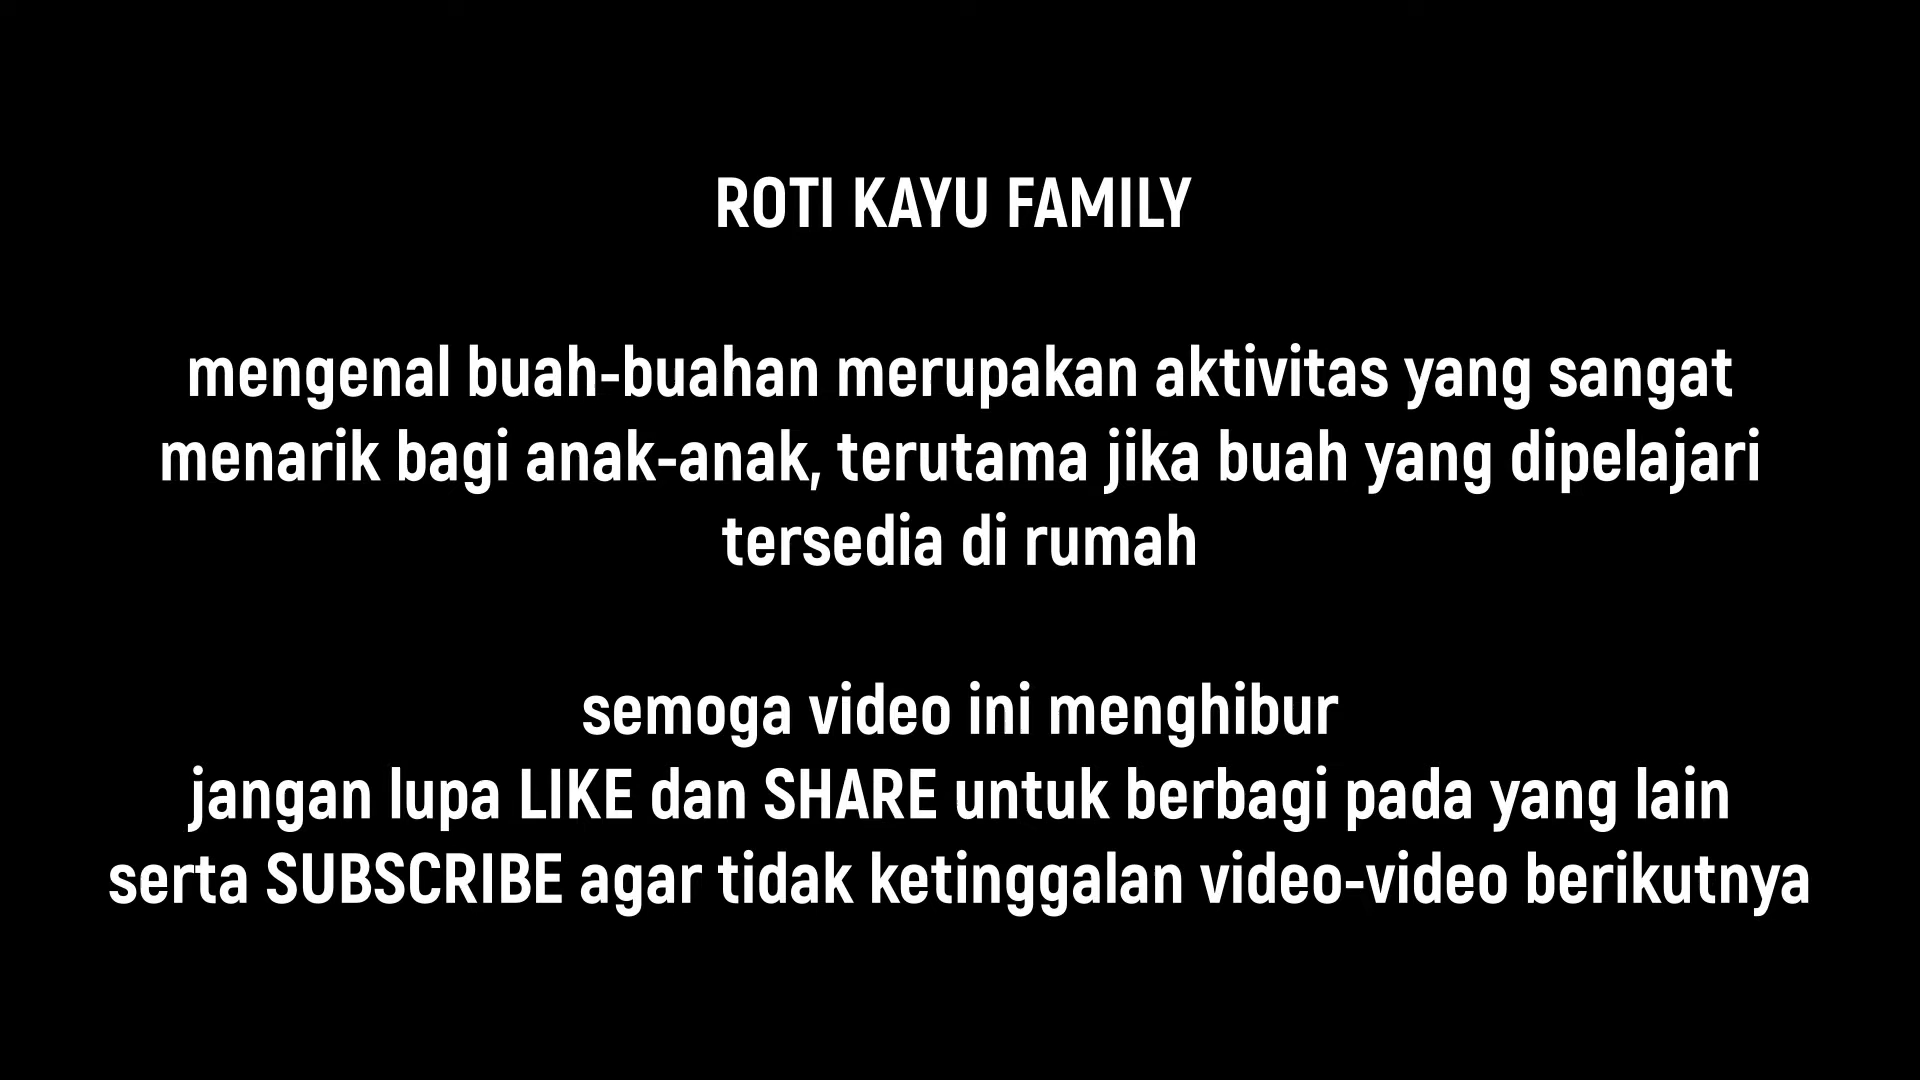 ROTI KAYU FAMILY
mengenal buah-buahan merupakan aktivitas yang sangat
menarik bagi anak-anak, terutama jika buah yang dipelajari
tersedia di rumah
semoga video ini menghibur
jangan lupa LIKE dan SHARE untuk berbagi pada yang lain
serta SUBSCRIBE agar tidak ketinggalan video-video berikutnya